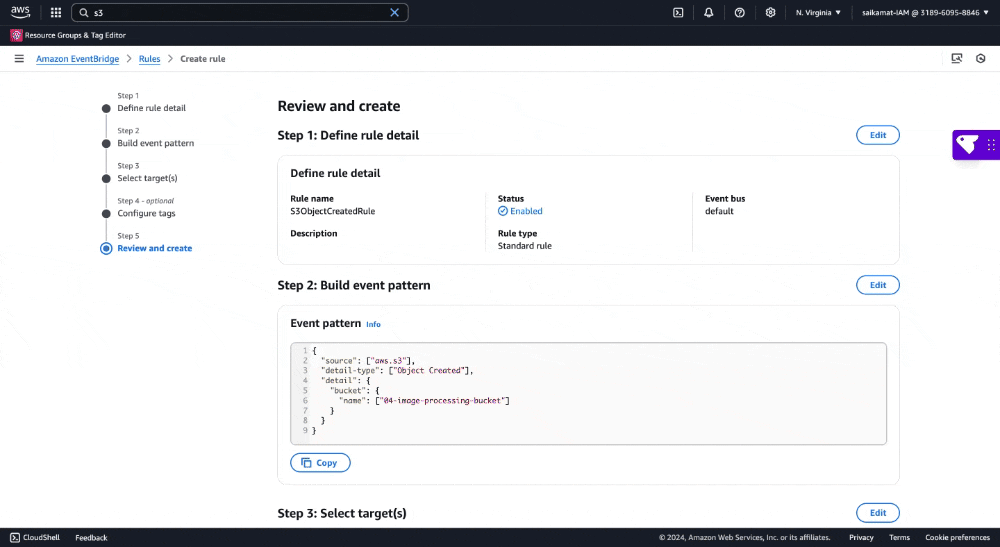 aws
s3
N. Virginia
saikamat-IAM @ 3189-6095-8846
Resource Groups & Tag Editor
Amazon EventBridge
Rules
Create rule
Step 1
Define rule detail
Step 2
Build event pattern
Step 3
Select target(s)
Step 4 - optional
Configure tags
Step 5
Review and create
Review and create
Step 1: Define rule detail
Edit
Define rule detail
Rule name
S3ObjectCreatedRule
Description
Status
Enabled
Rule type
Standard rule
Event bus
default
Step 2: Build event pattern
Edit
Event pattern Info
1 {
2 "source": ["aws.s3"],
3 "detail-type": ["Object Created"],
4 "detail": {
5 "bucket": {
6 "name": ["04-image-processing-bucket"]
7 }
8 }
9 }
Copy
Step 3: Select target(s)
Edit
CloudShell
Feedback
© 2024, Amazon Web Services, Inc. or its affiliates.
Privacy
Terms
Cookie preferences